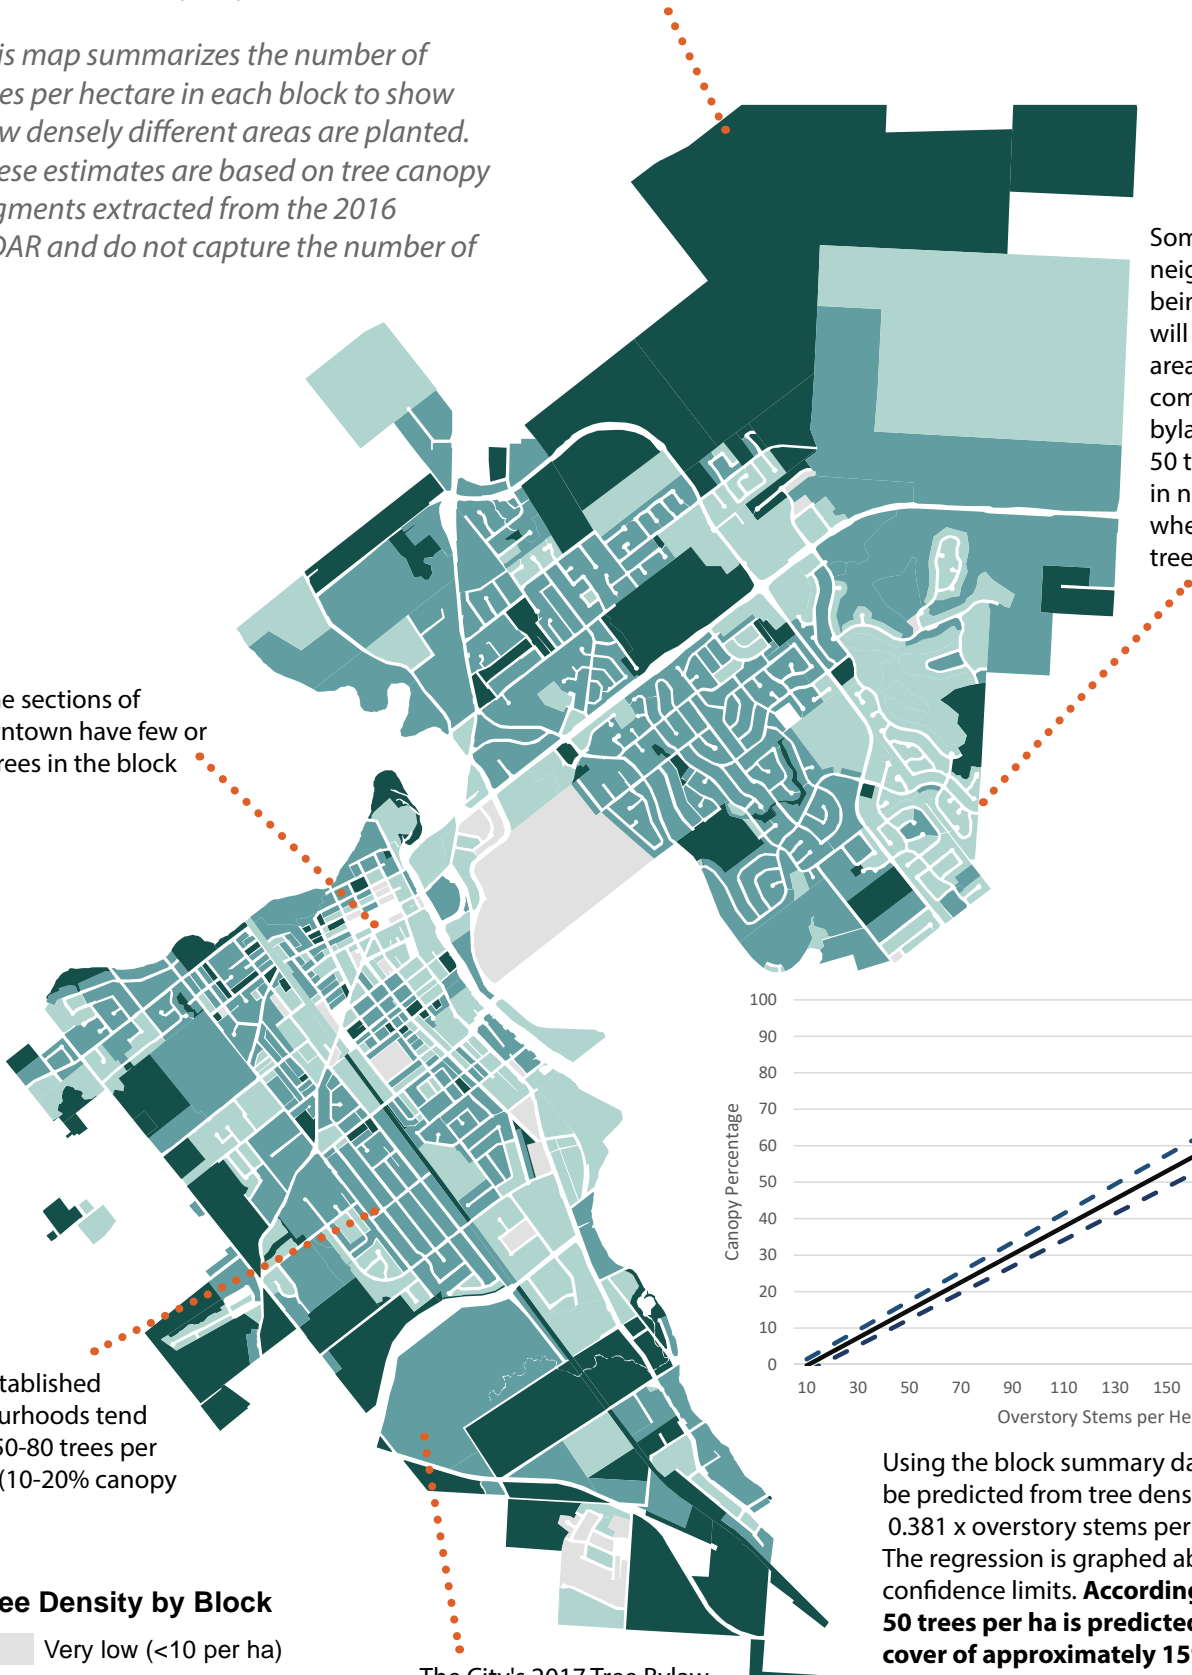 is map summarizes the number of
es per hectare in each block to show
w densely different areas are planted.
ese estimates are based on tree canopy
gments extracted from the 2016
DAR and do not capture the number of
Som
neig
bein
will
area
com
byla
50 t
in n
whe
tree
ne sections of
ntown have few or
rees in the block
100
90
80
70
60
50
40
30
20
10
0
Canopy Percentage
10 30 50 70 90 110 130 150
Overstory Stems per He
tablished
urhoods tend
50-80 trees per
(10-20% canopy
Using the block summary da
be predicted from tree dens
0.381 x overstory stems per
The regression is graphed ab
confidence limits. According
50 trees per ha is predicted
cover of approximately 15
ee Density by Block
Very low (<10 per ha)
The City's 2017 Tree Bylaw